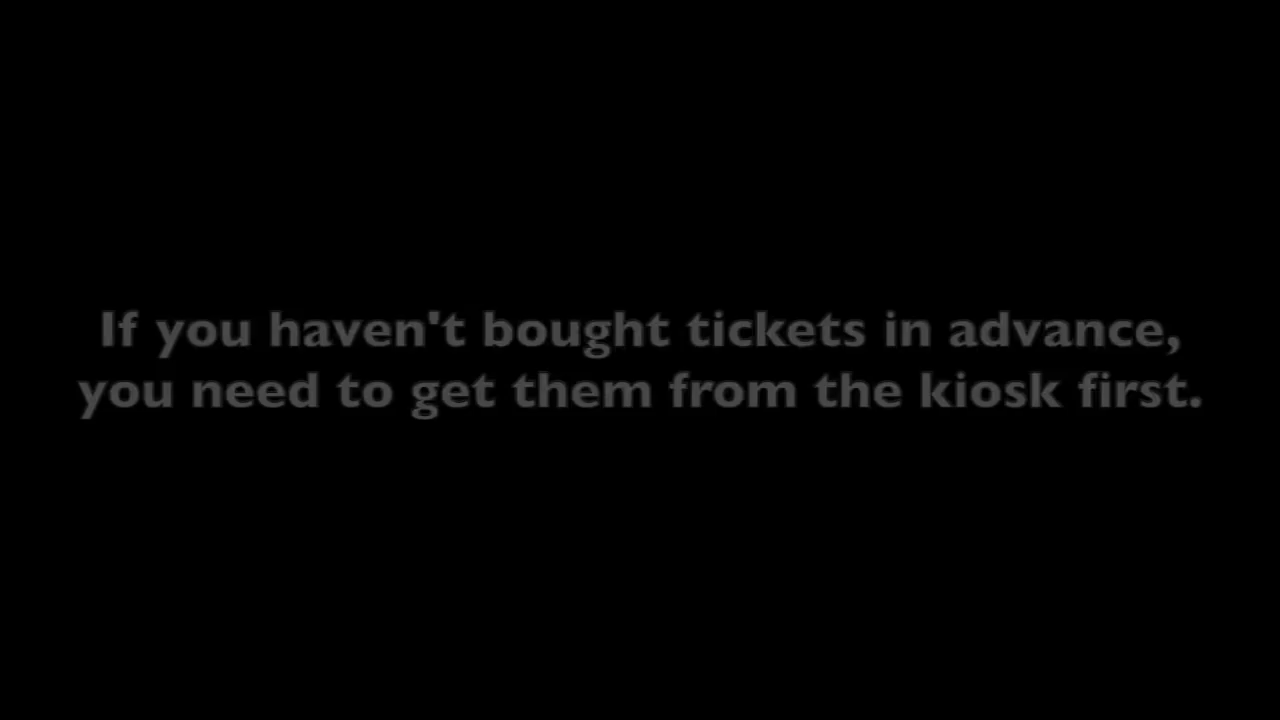 If you haven't bought tickets in advance,
you need to get them from the kiosk first.